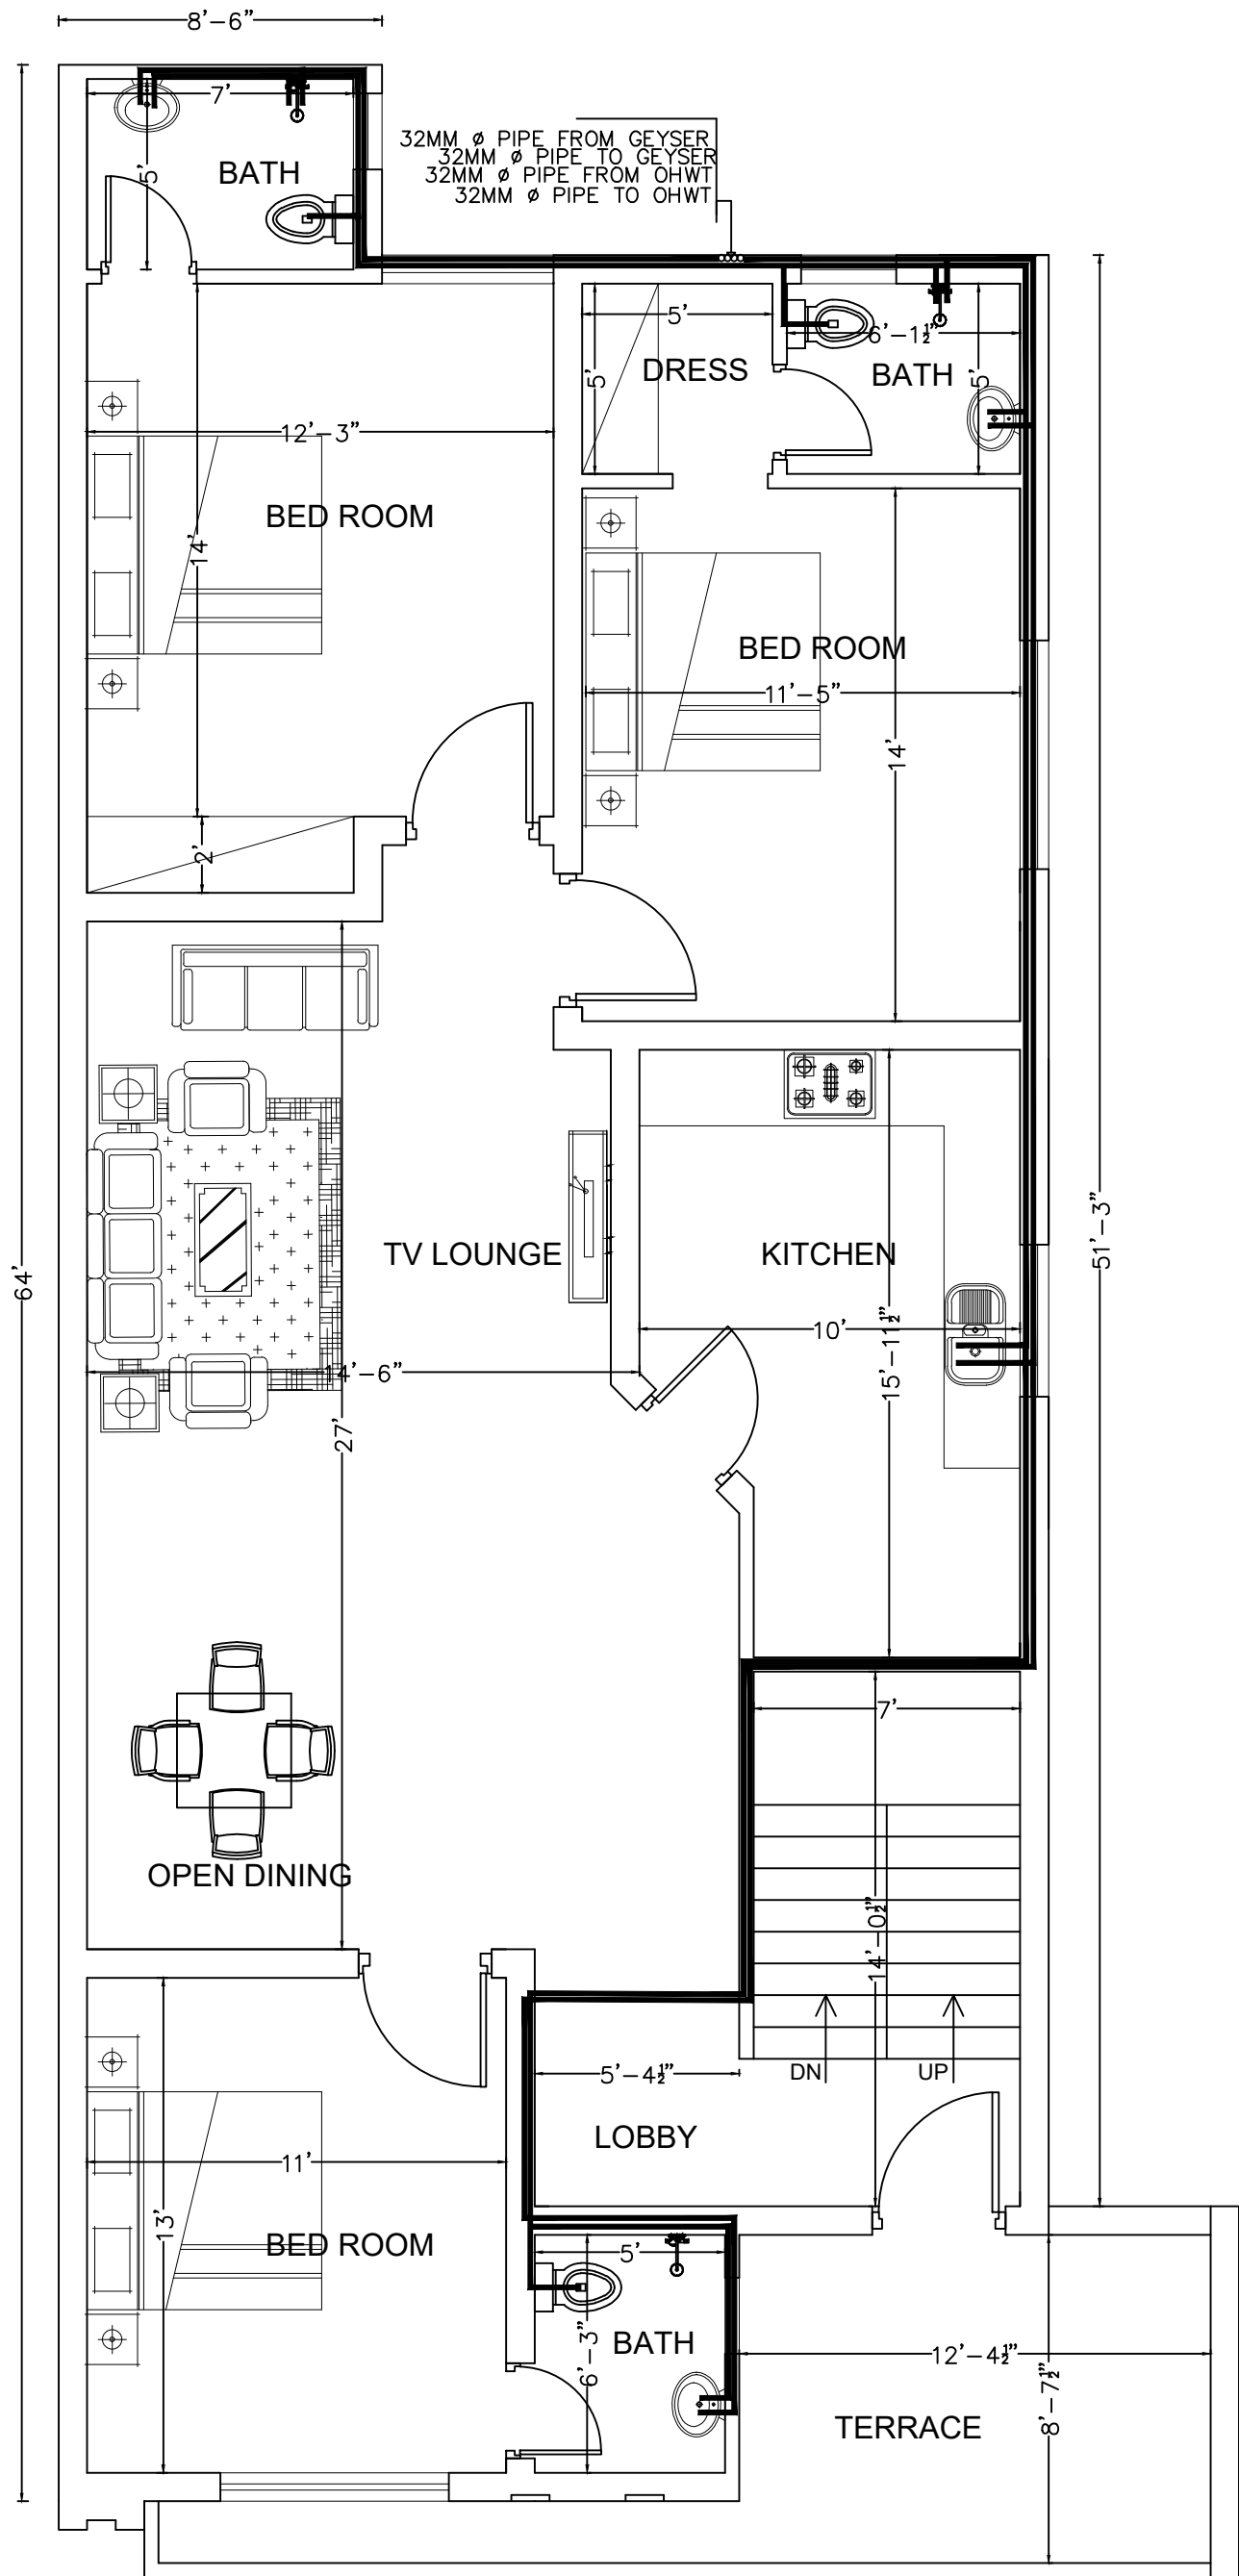 8'-6"
7'
32MM Ø PIPE FROM GEYSER
32MM Ø PIPE TO GEYSER
32MM Ø PIPE FROM OHWT
32MM Ø PIPE TO OHWT
BATH
5'
5'
6'-1½"
DRESS
BATH
5'
5'
12'-3"
BED ROOM
14'
BED ROOM
11'-5"
14'
2'
TV LOUNGE
KITCHEN
51'-3"
64'
10'
15'-11½"
14'-6"
27'
7'
OPEN DINING
14'-0½"
DN
UP
5'-4½"
LOBBY
11'
13'
BED ROOM
5'
BATH
6'-3"
12'-4½"
8'-7½"
TERRACE